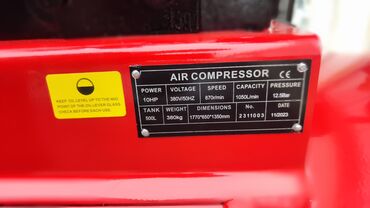 AIR COMPRESSOR CE
POWER VOLTAGE SPEED CAPACITY PRESSURE
10HP 380V/50HZ 870r/min 1050L/min 12.5Bar
TANK WEIGHT DIMENSIONS No. DATE
500L 360kg 1770*650*1350mm 2311003 11/2023
KEEP OIL LEVEL UP TO THE MID
POINT OF THE OIL LEVER GLASS
CHECK BEFORE EACH USE.